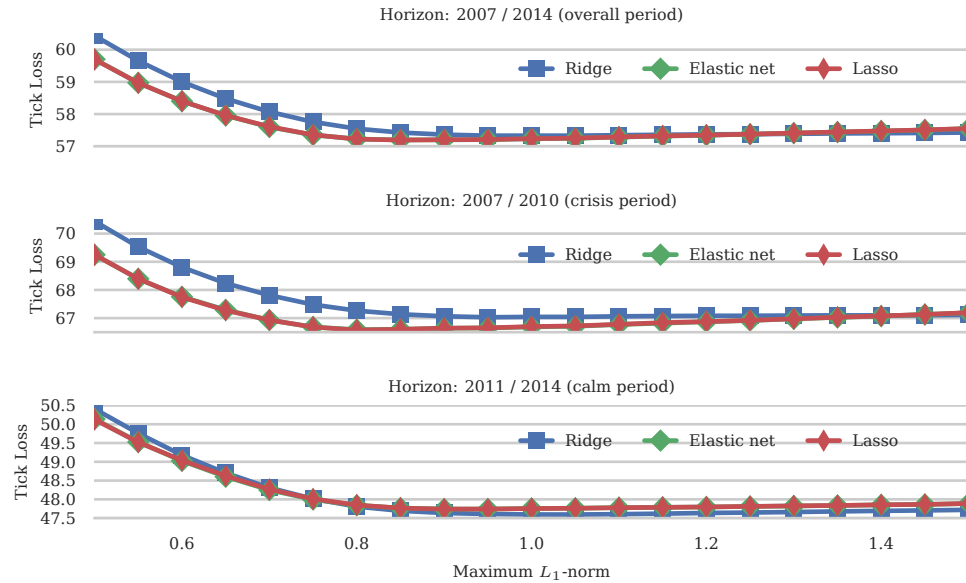 Horizon: 2007 / 2014 (overall period)
Tick Loss
60
59
58
57
Ridge
Elastic net
Lasso
Horizon: 2007 / 2010 (crisis period)
Tick Loss
70
69
68
67
Ridge
Elastic net
Lasso
Horizon: 2011 / 2014 (calm period)
Tick Loss
50.5
50.0
49.5
49.0
48.5
48.0
47.5
Ridge
Elastic net
Lasso
0.6
0.8
1.0
1.2
1.4
Maximum L₁-norm